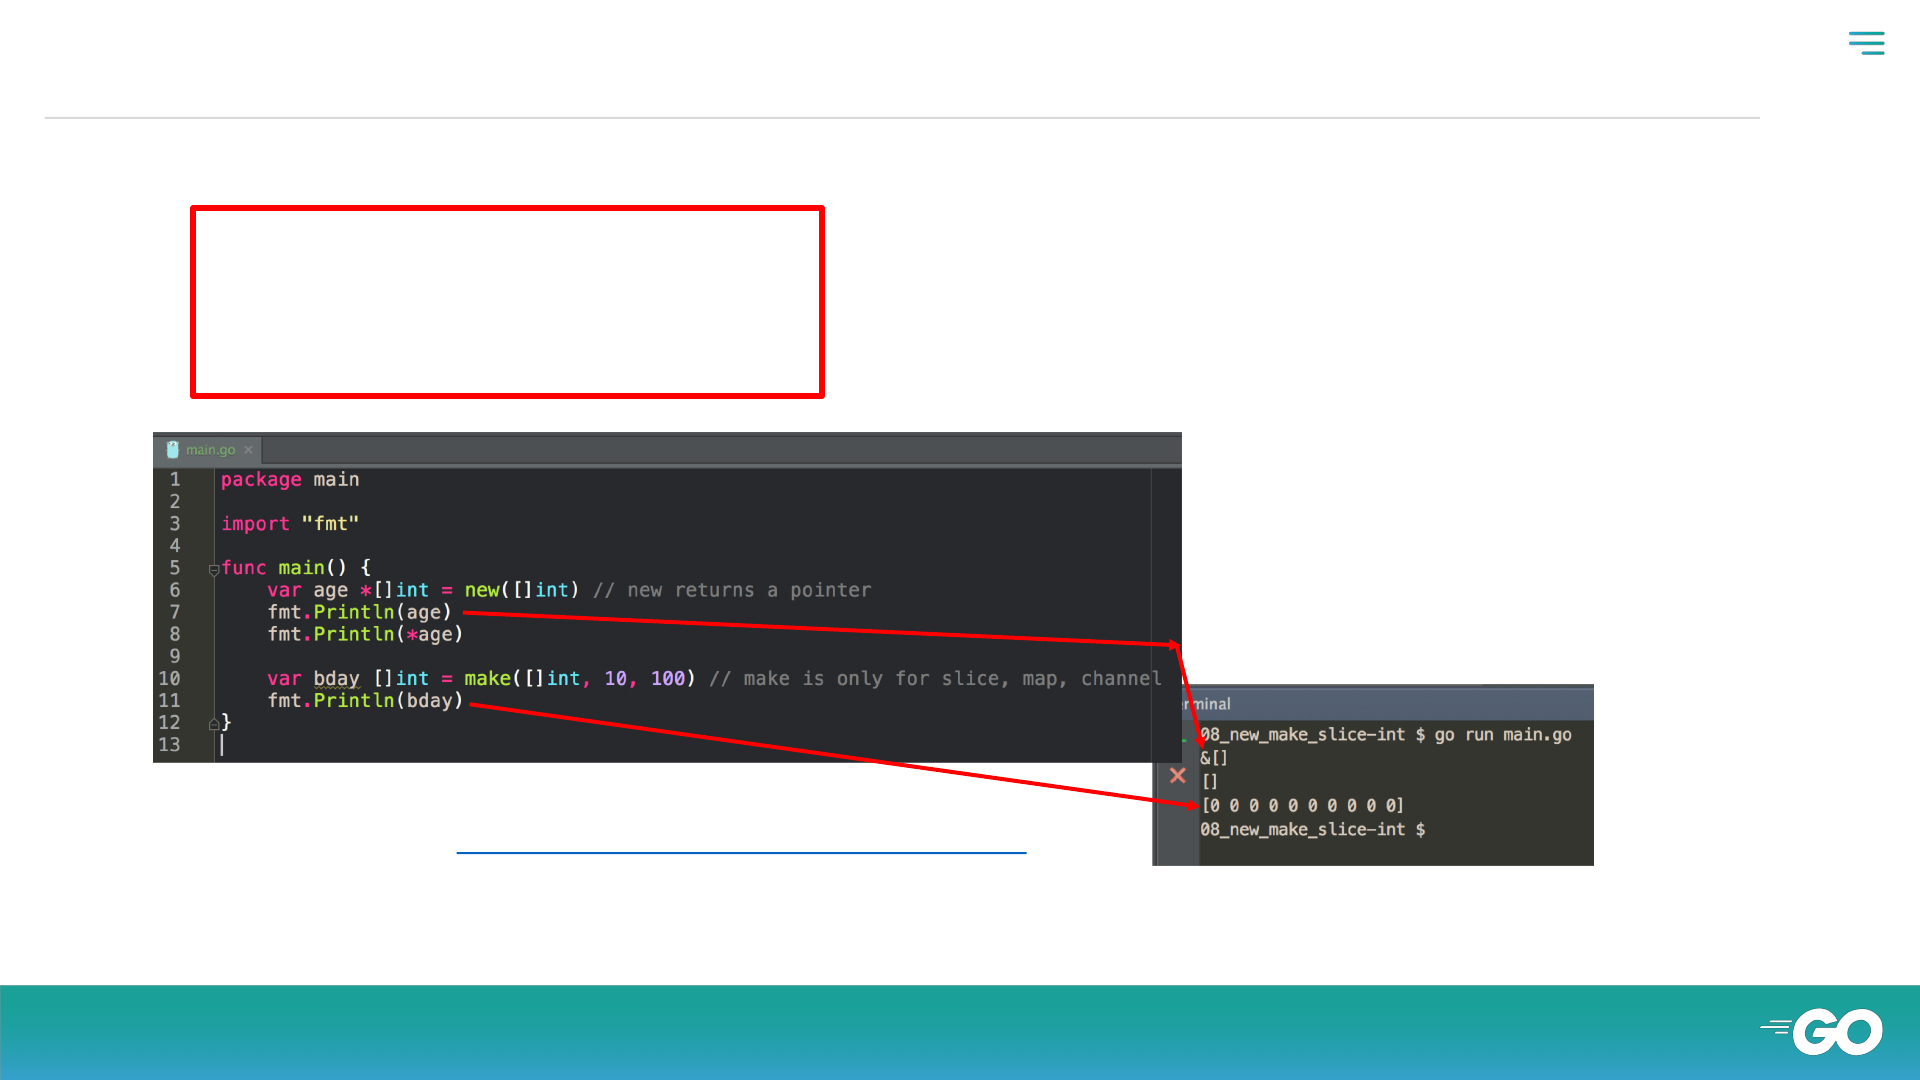 main.go
1 package main
2
3 import "fmt"
4
5 func main() {
6 var age *[]int = new([]int) // new returns a pointer
7 fmt.Println(age)
8 fmt.Println(*age)
9
10 var bday []int = make([]int, 10, 100) // make is only for slice, map, channel
11 fmt.Println(bday)
12 }
13
08_new_make_slice-int $ go run main.go
&[]
[]
[0 0 0 0 0 0 0 0 0 0]
08_new_make_slice-int $
GO